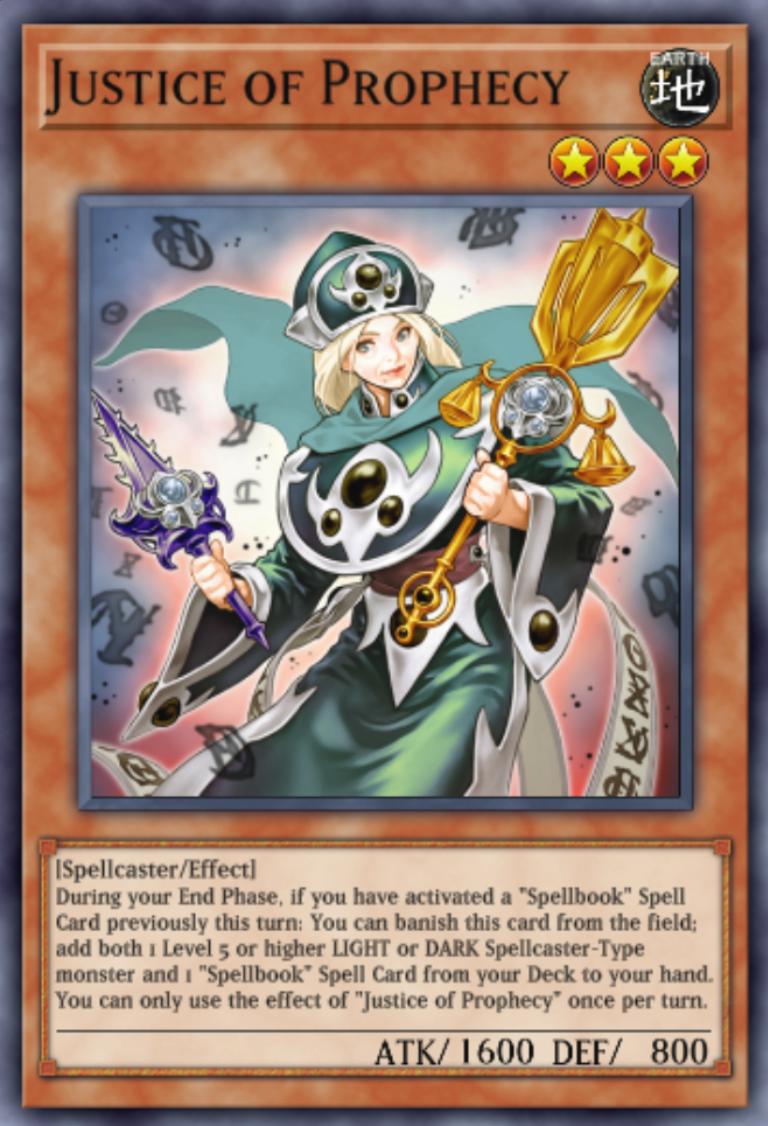 Justice of Prophecy
EARTH
地
[Spellcaster/Effect]
During your End Phase, if you have activated a "Spellbook" Spell
Card previously this turn: You can banish this card from the field;
add both 1 Level 5 or higher LIGHT or DARK Spellcaster-Type
monster and 1 "Spellbook" Spell Card from your Deck to your hand.
You can only use the effect of "Justice of Prophecy" once per turn.
ATK/ 1600 DEF/ 800